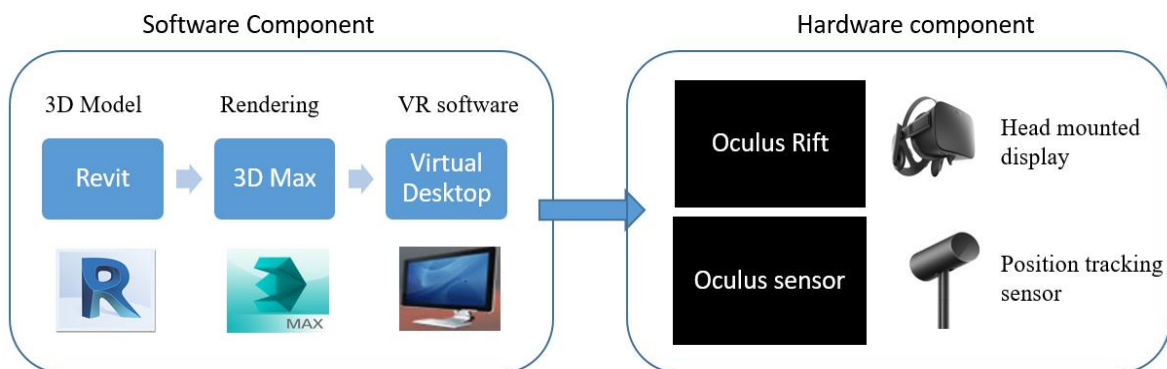 Software Component
Hardware component
3D Model
Rendering
VR software
Revit
3D Max
Virtual
Desktop
R
MAX
Oculus Rift
Head mounted
display
Oculus sensor
Position tracking
sensor